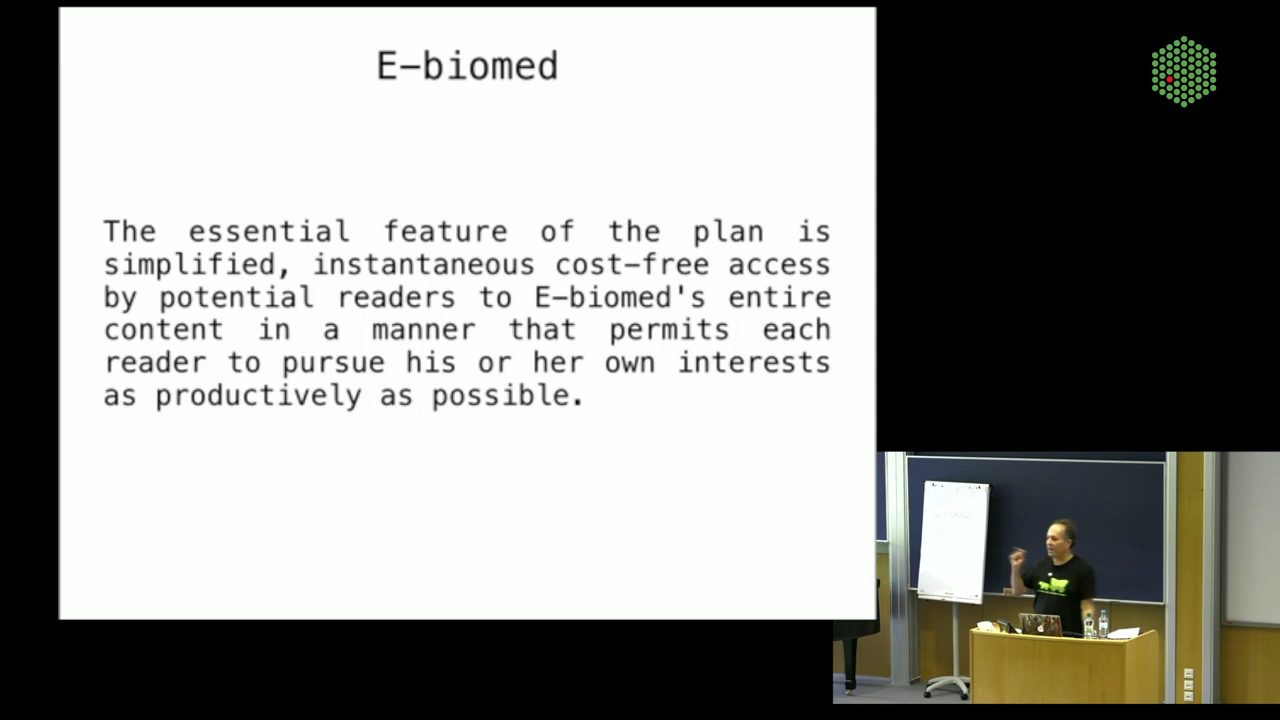 E-biomed
The essential feature of the plan is
simplified, instantaneous cost-free access
by potential readers to E-biomed's entire
content in a manner that permits each
reader to pursue his or her own interests
as productively as possible.